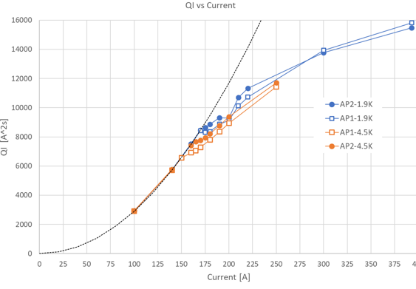 QI vs Current
16000
14000
12000
10000
8000
6000
4000
2000
0
QI [A^2s]
AP2-1.9K
AP1-1.9K
AP1-4.5K
AP2-4.5K
0 25 50 75 100 125 150 175 200 225 250 275 300 325 350 375
Current [A]